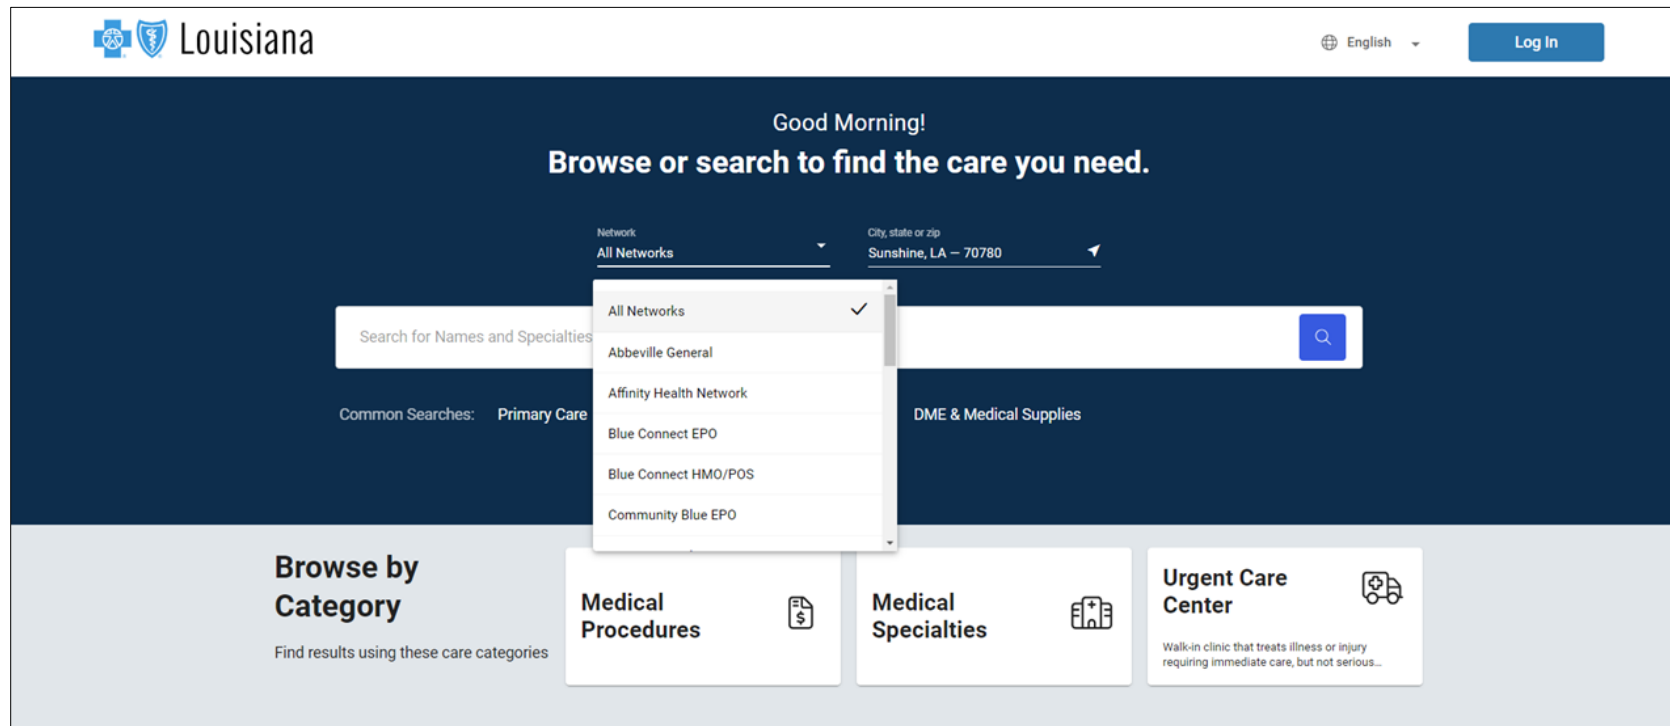 Louisiana
English
Log In
Good Morning!
Browse or search to find the care you need.
Network
All Networks
City, state or zip
Sunshine, LA — 70780
All Networks
Search for Names and Specialties
Abbeville General
Affinity Health Network
Common Searches: Primary Care
DME & Medical Supplies
Blue Connect EPO
Blue Connect HMO/POS
Community Blue EPO
Browse by
Category
Find results using these care categories
Medical
Procedures
Medical
Specialties
Urgent Care
Center
Walk-in clinic that treats illness or injury
requiring immediate care, but not serious...